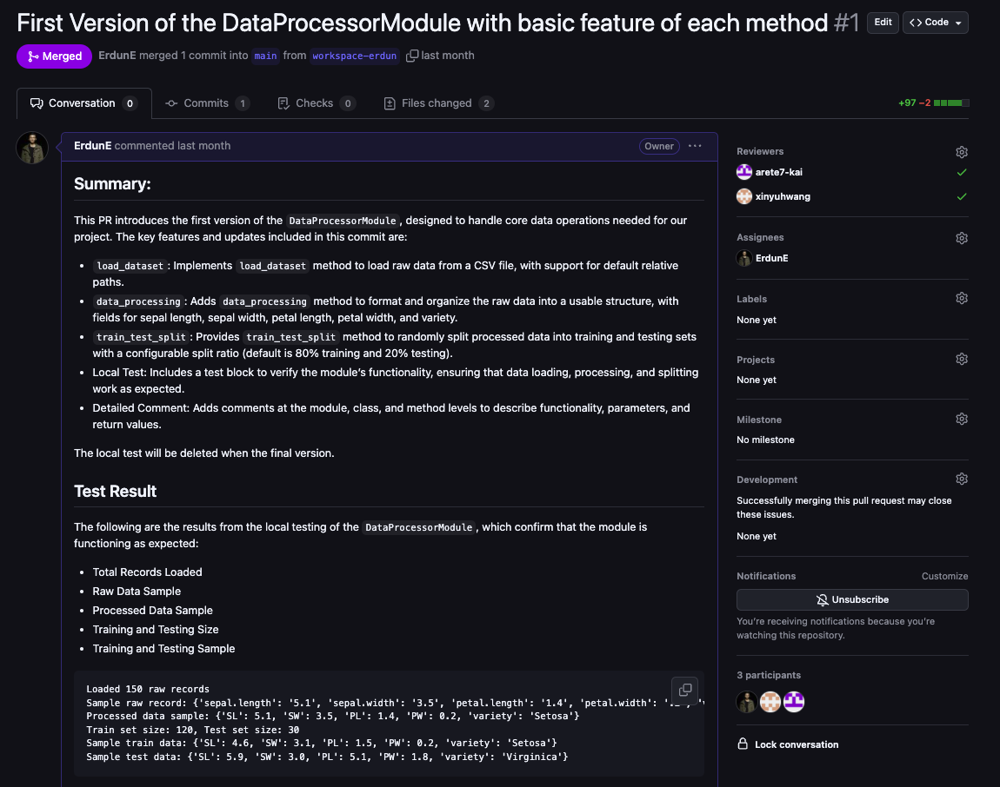 First Version of the DataProcessorModule with basic feature of each method #1 Edit <> Code
Merged ErdunE merged 1 commit into main from workspace-erdun last month
Conversation 0 Commits 1 Checks 0 Files changed 2 +97 −2
ErdunE commented last month Owner ···
Summary:
This PR introduces the first version of the DataProcessorModule, designed to handle core data operations needed for our
project. The key features and updates included in this commit are:
• load_dataset: Implements load_dataset method to load raw data from a CSV file, with support for default relative
paths.
• data_processing: Adds data_processing method to format and organize the raw data into a usable structure, with
fields for sepal length, sepal width, petal length, petal width, and variety.
• train_test_split: Provides train_test_split method to randomly split processed data into training and testing sets
with a configurable split ratio (default is 80% training and 20% testing).
• Local Test: Includes a test block to verify the module's functionality, ensuring that data loading, processing, and splitting
work as expected.
• Detailed Comment: Adds comments at the module, class, and method levels to describe functionality, parameters, and
return values.
The local test will be deleted when the final version.
Test Result
The following are the results from the local testing of the DataProcessorModule, which confirm that the module is
functioning as expected:
• Total Records Loaded
• Raw Data Sample
• Processed Data Sample
• Training and Testing Size
• Training and Testing Sample
Loaded 150 raw records
Sample raw record: {'sepal.length': '5.1', 'sepal.width': '3.5', 'petal.length': '1.4', 'petal.width':
Processed data sample: {'SL': 5.1, 'SW': 3.5, 'PL': 1.4, 'PW': 0.2, 'variety': 'Setosa'}
Train set size: 120, Test set size: 30
Sample train data: {'SL': 4.6, 'SW': 3.1, 'PL': 1.5, 'PW': 0.2, 'variety': 'Setosa'}
Sample test data: {'SL': 5.9, 'SW': 3.0, 'PL': 5.1, 'PW': 1.8, 'variety': 'Virginica'}
Reviewers
arete7-kai
xinyuhwang
Assignees
ErdunE
Labels
None yet
Projects
None yet
Milestone
No milestone
Development
Successfully merging this pull request may close
these issues.
None yet
Notifications Customize
Unsubscribe
You're receiving notifications because you're
watching this repository.
3 participants
Lock conversation